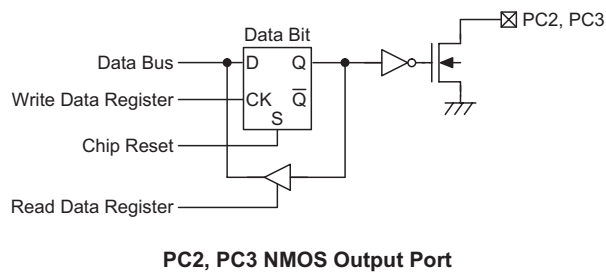 PC2, PC3
Data Bit
Data Bus
D Q
Write Data Register
CK Q̅
S
Chip Reset
Read Data Register
PC2, PC3 NMOS Output Port